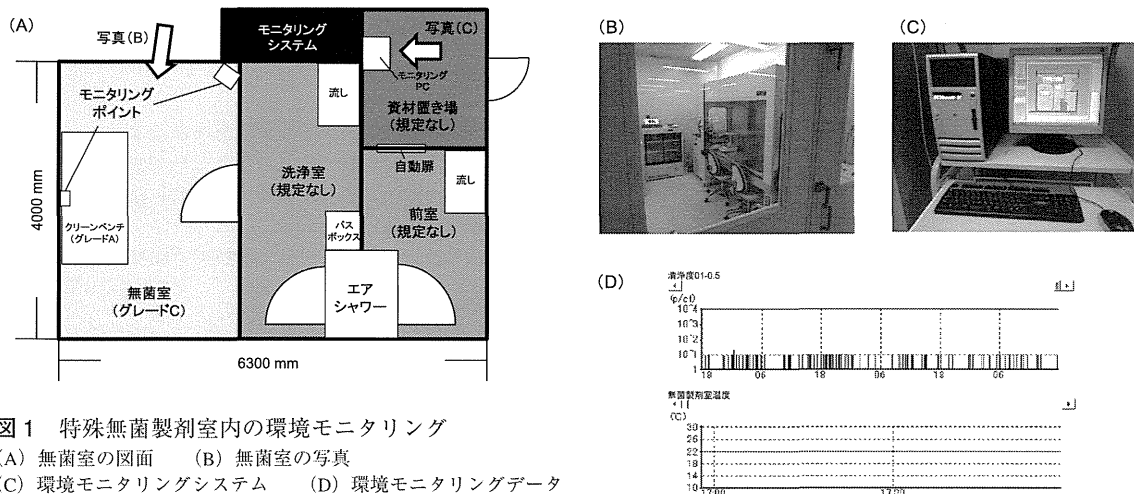 (A)
写真(B)
モニタリング
システム
写真(C)
モニタリング
PC
モニタリング
ポイント
流し
資材置き場
(規定なし)
自動扉
洗浄室
(規定なし)
流し
前室
(規定なし)
パス
ボックス
クリーンベンチ
(グレードA)
無菌室
(グレードC)
エア
シャワー
4000 mm
6300 mm
図1 特殊無菌製剤室内の環境モニタリング
(A) 無菌室の図面 (B) 無菌室の写真
(C) 環境モニタリングシステム (D) 環境モニタリングデータ
(B)
(C)
(D)
清浄度01-0.5
(p/cf)
10^4
10^3
10^2
10^1
1
18 06 18 06 18 06
無菌製剤室温度
(℃)
30
26
22
18
14
10
17:00 17:00